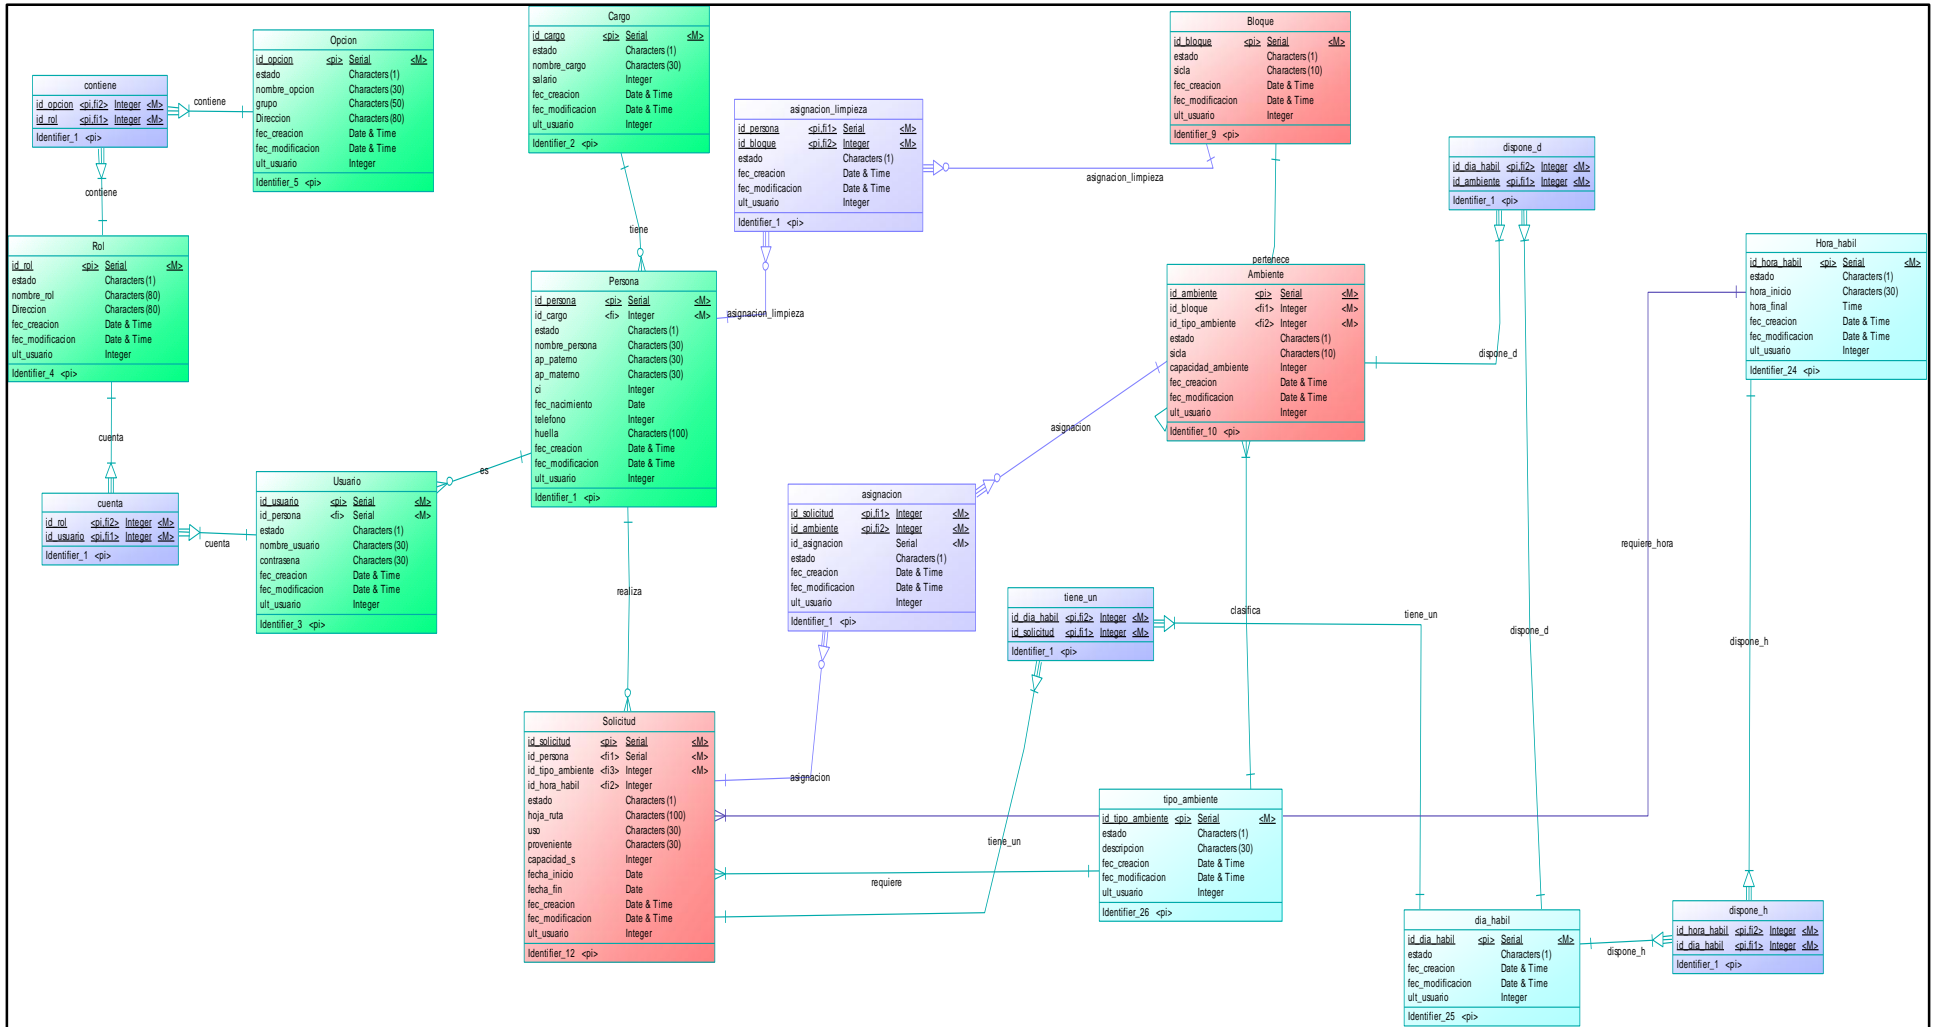 Cargo
id_cargo <pi> Serial <M>
estado Characters (1)
nombre_cargo Characters (30)
salario Integer
fec_creacion Date & Time
fec_modificacion Date & Time
ult_usuario Integer
Identifier_2 <pi>
Bloque
id_bloque <pi> Serial <M>
estado Characters (1)
sicla Characters (10)
fec_creacion Date & Time
fec_modificacion Date & Time
ult_usuario Integer
Identifier_9 <pi>
Opcion
id_opcion <pi> Serial <M>
estado Characters (1)
nombre_opcion Characters (30)
grupo Characters (50)
Direccion Characters (80)
fec_creacion Date & Time
fec_modificacion Date & Time
ult_usuario Integer
Identifier_5 <pi>
contiene
id_opcion <pi,fi2> Integer <M>
id_rol <pi,fi1> Integer <M>
Identifier_1 <pi>
contiene
contiene
asignacion_limpieza
id_persona <pi,fi1> Serial <M>
id_bloque <pi,fi2> Integer <M>
estado Characters (1)
fec_creacion Date & Time
fec_modificacion Date & Time
ult_usuario Integer
Identifier_1 <pi>
asignacion_limpieza
asignacion_limpieza
dispone_d
id_dia_habil <pi,fi2> Integer <M>
id_ambiente <pi,fi1> Integer <M>
Identifier_1 <pi>
tiene
pertenece
Rol
id_rol <pi> Serial <M>
estado Characters (1)
nombre_rol Characters (80)
Direccion Characters (80)
fec_creacion Date & Time
fec_modificacion Date & Time
ult_usuario Integer
Identifier_4 <pi>
Hora_habil
id_hora_habil <pi> Serial <M>
estado Characters (1)
hora_inicio Characters (30)
hora_final Time
fec_creacion Date & Time
fec_modificacion Date & Time
ult_usuario Integer
Identifier_24 <pi>
Persona
id_persona <pi> Serial <M>
id_cargo <fi> Integer <M>
estado Characters (1)
nombre_persona Characters (30)
ap_paterno Characters (30)
ap_materno Characters (30)
ci Integer
fec_nacimiento Date
telefono Integer
huella Characters (100)
fec_creacion Date & Time
fec_modificacion Date & Time
ult_usuario Integer
Identifier_1 <pi>
Ambiente
id_ambiente <pi> Serial <M>
id_bloque <fi1> Integer <M>
id_tipo_ambiente <fi2> Integer <M>
estado Characters (1)
sicla Characters (10)
capacidad_ambiente Integer
fec_creacion Date & Time
fec_modificacion Date & Time
ult_usuario Integer
Identifier_10 <pi>
dispone_d
asignacion
cuenta
es
Usuario
id_usuario <pi> Serial <M>
id_persona <fi> Serial <M>
estado Characters (1)
nombre_usuario Characters (30)
contrasena Characters (30)
fec_creacion Date & Time
fec_modificacion Date & Time
ult_usuario Integer
Identifier_3 <pi>
cuenta
id_rol <pi,fi2> Integer <M>
id_usuario <pi,fi1> Integer <M>
Identifier_1 <pi>
cuenta
asignacion
id_solicitud <pi,fi1> Integer <M>
id_ambiente <pi,fi2> Integer <M>
id_asignacion Serial <M>
estado Characters (1)
fec_creacion Date & Time
fec_modificacion Date & Time
ult_usuario Integer
Identifier_1 <pi>
requiere_hora
realiza
tiene_un
id_dia_habil <pi,fi2> Integer <M>
id_solicitud <pi,fi1> Integer <M>
Identifier_1 <pi>
clasifica
tiene_un
dispone_d
dispone_h
Solicitud
id_solicitud <pi> Serial <M>
id_persona <fi1> Serial <M>
id_tipo_ambiente <fi3> Integer <M>
id_hora_habil <fi2> Integer
estado Characters (1)
hoja_ruta Characters (100)
uso Characters (30)
proveniente Characters (30)
capacidad_s Integer
fecha_inicio Date
fecha_fin Date
fec_creacion Date & Time
fec_modificacion Date & Time
ult_usuario Integer
Identifier_12 <pi>
asignacion
tiene_un
requiere
tipo_ambiente
id_tipo_ambiente <pi> Serial <M>
estado Characters (1)
descripcion Characters (30)
fec_creacion Date & Time
fec_modificacion Date & Time
ult_usuario Integer
Identifier_26 <pi>
dia_habil
id_dia_habil <pi> Serial <M>
estado Characters (1)
fec_creacion Date & Time
fec_modificacion Date & Time
ult_usuario Integer
Identifier_25 <pi>
dispone_h
dispone_h
id_hora_habil <pi,fi2> Integer <M>
id_dia_habil <pi,fi1> Integer <M>
Identifier_1 <pi>